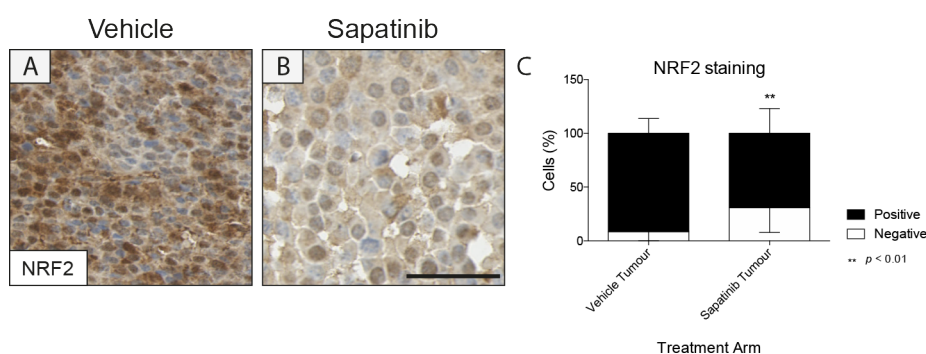 Vehicle
Sapatinib
A
B
C
NRF2
NRF2 staining
150
100
50
0
Cells (%)
**
Vehicle Tumour
Sapatinib Tumour
Treatment Arm
Positive
Negative
** p < 0.01